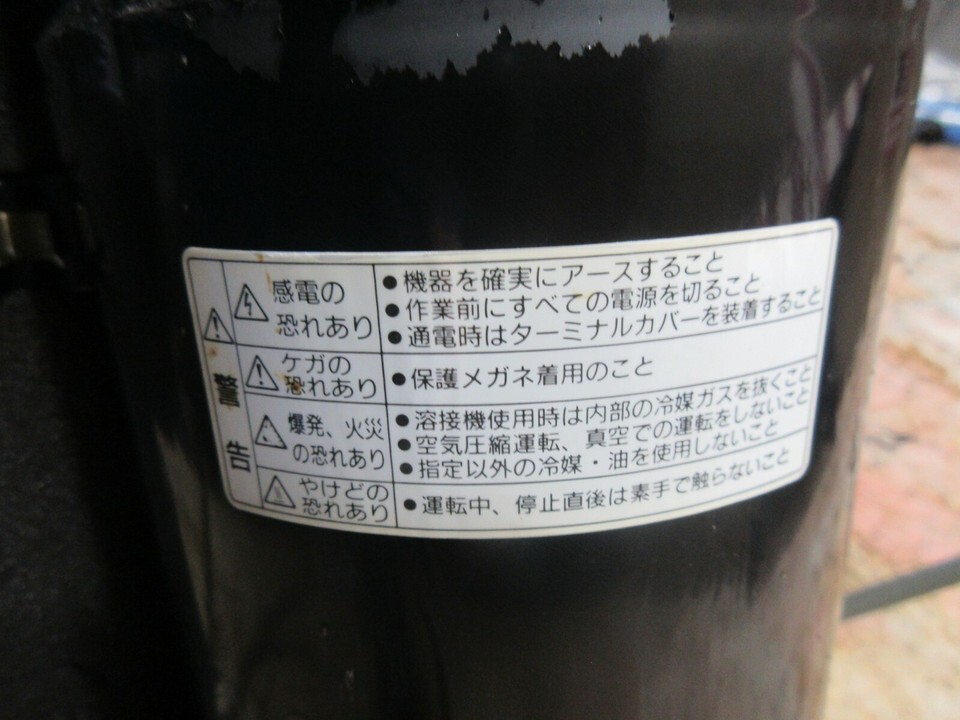 警告
感電の
恐れあり
●機器を確実にアースすること
●作業前にすべての電源を切ること
●通電時はターミナルカバーを装着すること
ケガの
恐れあり
●保護メガネ着用のこと
爆発、火災
の恐れあり
●溶接機使用時は内部の冷媒ガスを抜くこと
●空気圧縮運転、真空での運転をしないこと
●指定以外の冷媒・油を使用しないこと
やけどの
恐れあり
●運転中、停止直後は素手で触らないこと